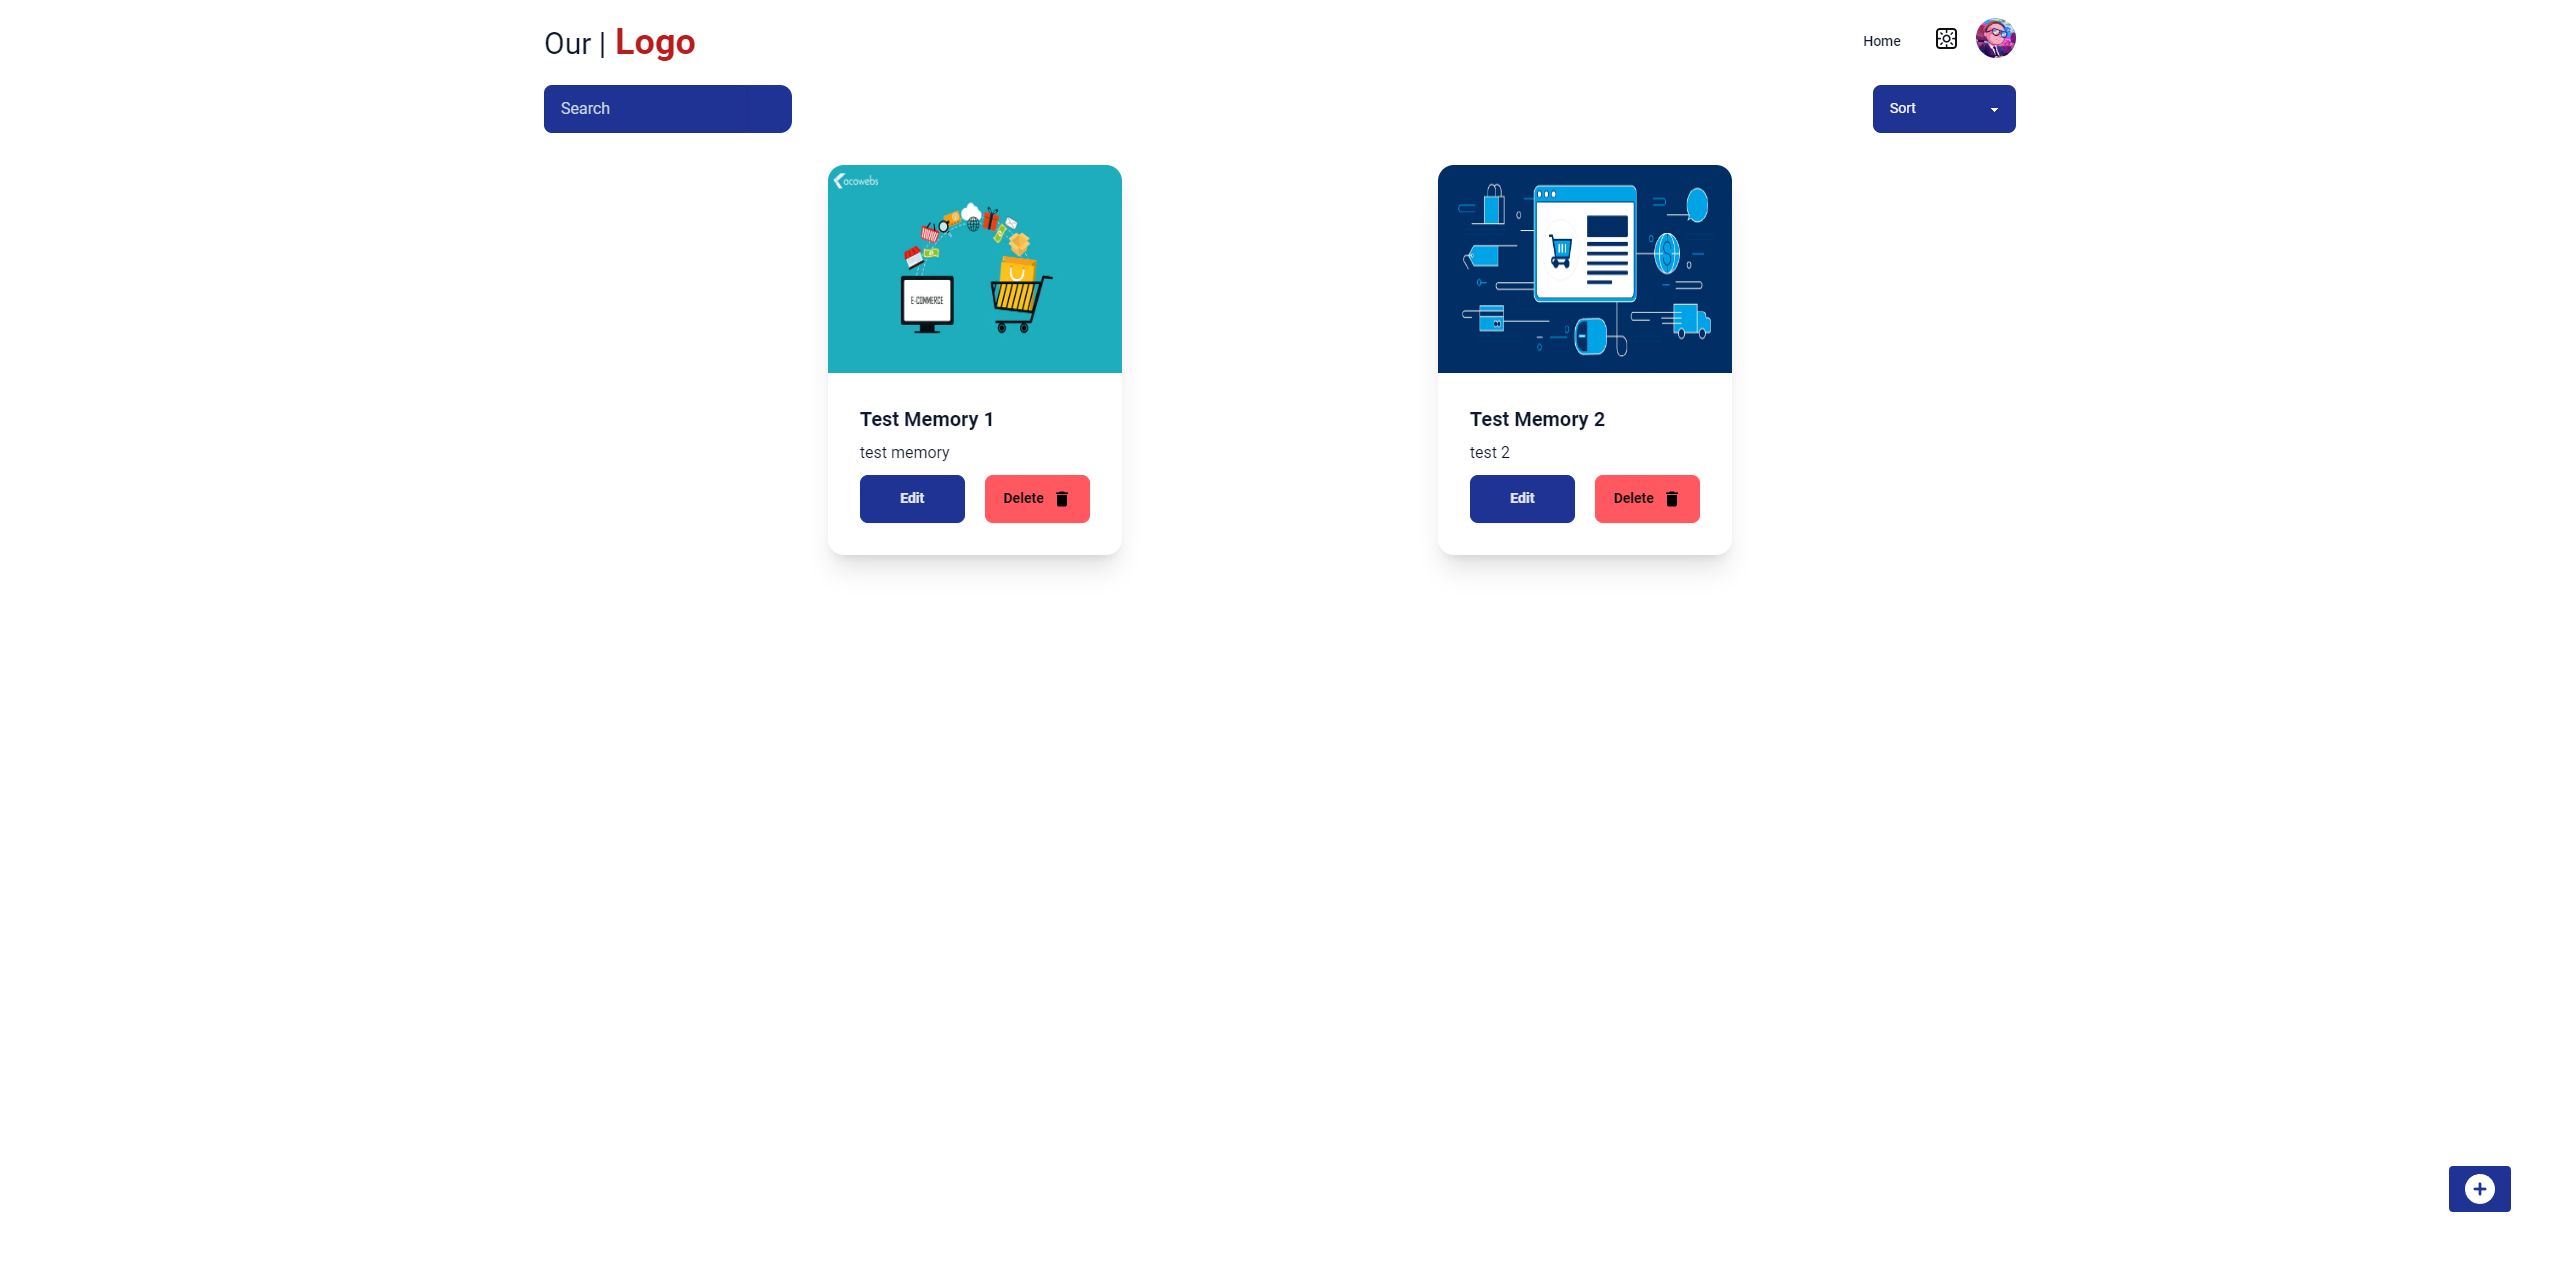 Our | Logo
Home
Search
Sort
acowebs
E-COMMERCE
Test Memory 1
test memory
Edit
Delete
Test Memory 2
test 2
Edit
Delete